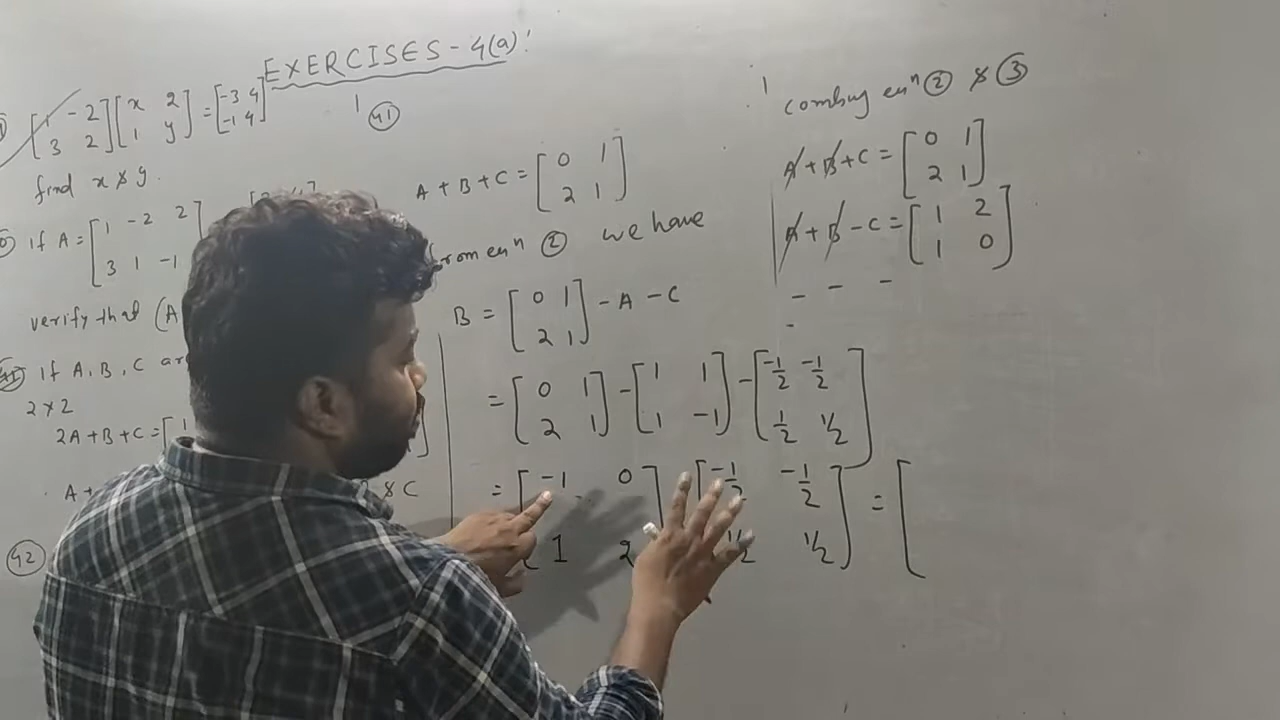 EXERCISES-4(a)!
[1 -2
3 2] [x 2
1 y] = [-3 4
-1 4]
find x & y.
If A = [1 -2 2
3 1 -1
verify that (A
41 If A, B, C ar
2×2
2A + B + C = [1
A +
& C
42
41
A + B + C = [0 1
2 1]
from eqⁿ ② we have
B = [0 1
2 1] - A - C
= [0 1
2 1] - [1 1
1 -1] - [-1/2 -1/2
1/2 1/2]
= [-1 0
1 2] [-1/2 -1/2
1/2 1/2] = [
eqⁿ ② & ③
A + B + C = [0 1
2 1]
A + B - C = [1 2
1 0]
- - -
-